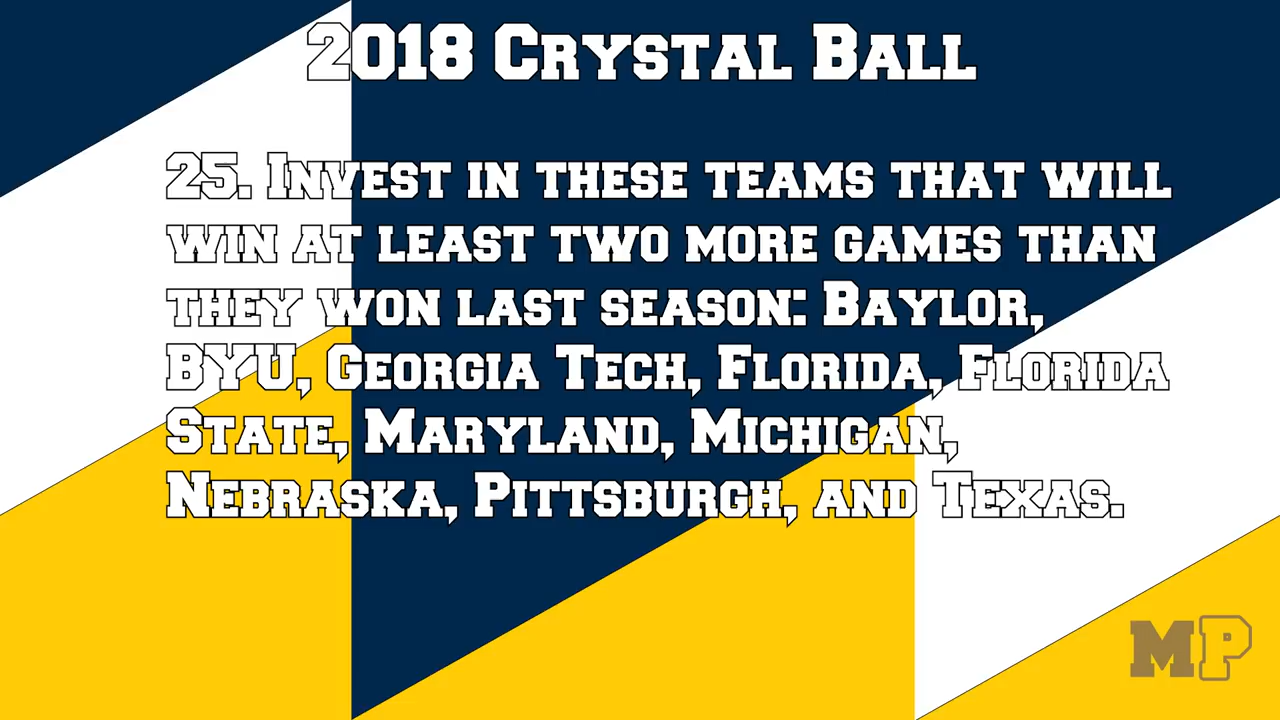 2018 Crystal Ball
25. Invest in these teams that will
win at least two more games than
they won last season: Baylor,
BYU, Georgia Tech, Florida, Florida
State, Maryland, Michigan,
Nebraska, Pittsburgh, and Texas.
MP